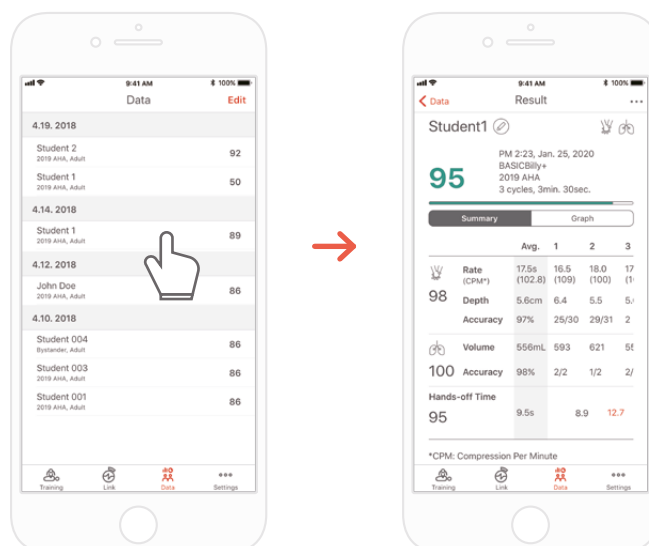 9:41 AM
100%
Data
Edit
4.19. 2018
Student 2
2019 AHA, Adult
92
Student 1
2019 AHA, Adult
50
4.14. 2018
Student 1
2019 AHA, Adult
89
4.12. 2018
John Doe
2019 AHA, Adult
86
4.10. 2018
Student 004
Bystander, Adult
86
Student 003
2019 AHA, Adult
86
Student 001
2019 AHA, Adult
86
Training
Link
Data
Settings
9:41 AM
100%
Data
Result
Student1
95
PM 2:23, Jan. 25, 2020
BASICBilly+
2019 AHA
3 cycles, 3min. 30sec.
Summary
Graph
Avg. 1 2 3
Rate 17.5s 16.5 18.0 17
(CPM*) (102.8) (109) (100)
98
Depth 5.6cm 6.4 5.5 5.
Accuracy 97% 25/30 29/31 2
Volume 556mL 593 621
100
Accuracy 98% 2/2 1/2 2/
Hands-off Time
95
9.5s 8.9 12.7
*CPM: Compression Per Minute
Training
Link
Data
Settings